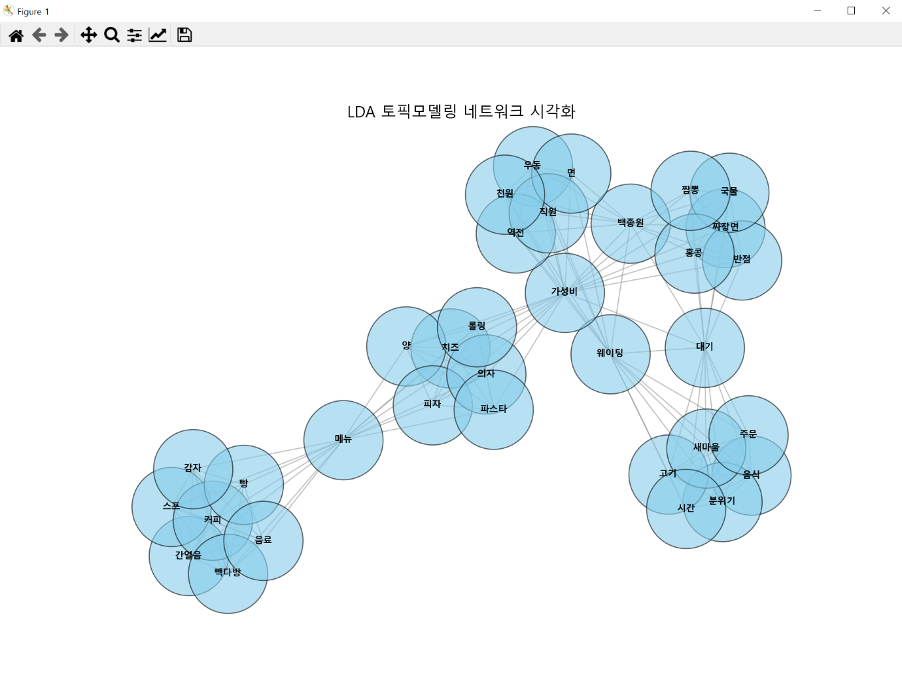 Figure 1
LDA 토픽모델링 네트워크 시각화
우동
면
천원
직원
역전
백종원
짬뽕
국물
짜장면
홍콩
반점
가성비
롤링
양
치즈
웨이팅
대기
의자
피자
파스타
메뉴
주문
새마을
고기
음식
분위기
시간
감자
빵
스포
커피
음료
간얼음
빽다방